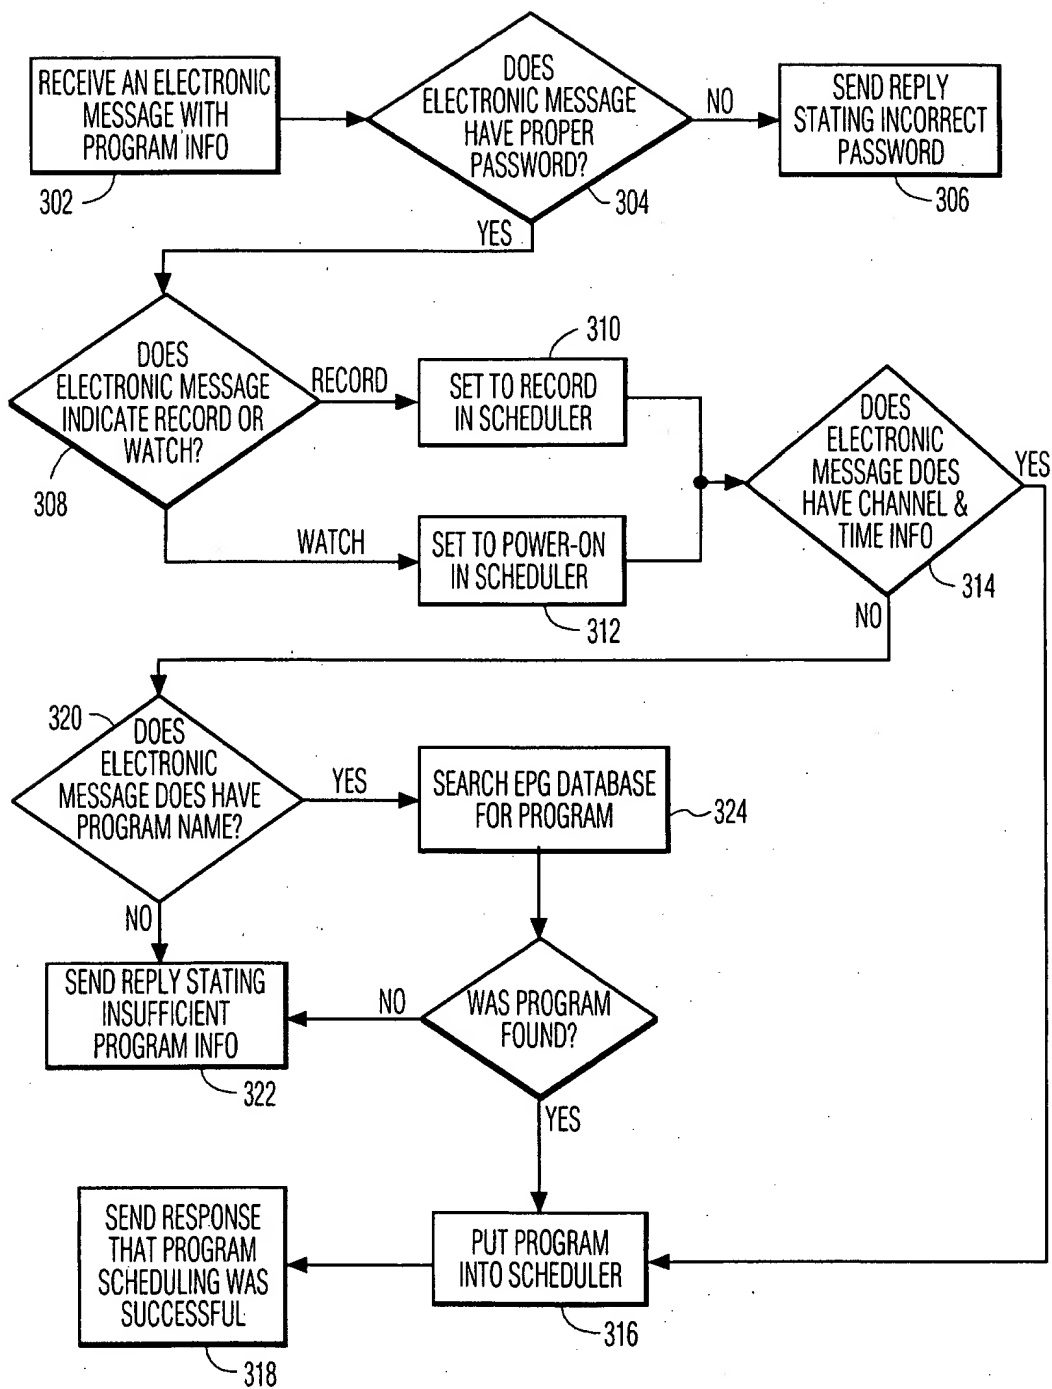 RECEIVE AN ELECTRONIC
MESSAGE WITH
PROGRAM INFO
302
DOES
ELECTRONIC MESSAGE
HAVE PROPER
PASSWORD?
304
NO
SEND REPLY
STATING INCORRECT
PASSWORD
306
YES
DOES
ELECTRONIC MESSAGE
INDICATE RECORD OR
WATCH?
308
RECORD
310
SET TO RECORD
IN SCHEDULER
WATCH
SET TO POWER-ON
IN SCHEDULER
312
DOES
ELECTRONIC
MESSAGE DOES
HAVE CHANNEL &
TIME INFO
314
YES
NO
320
DOES
ELECTRONIC
MESSAGE DOES HAVE
PROGRAM NAME?
YES
SEARCH EPG DATABASE
FOR PROGRAM
324
NO
SEND REPLY STATING
INSUFFICIENT
PROGRAM INFO
322
NO
WAS PROGRAM
FOUND?
YES
PUT PROGRAM
INTO SCHEDULER
316
SEND RESPONSE
THAT PROGRAM
SCHEDULING WAS
SUCCESSFUL
318